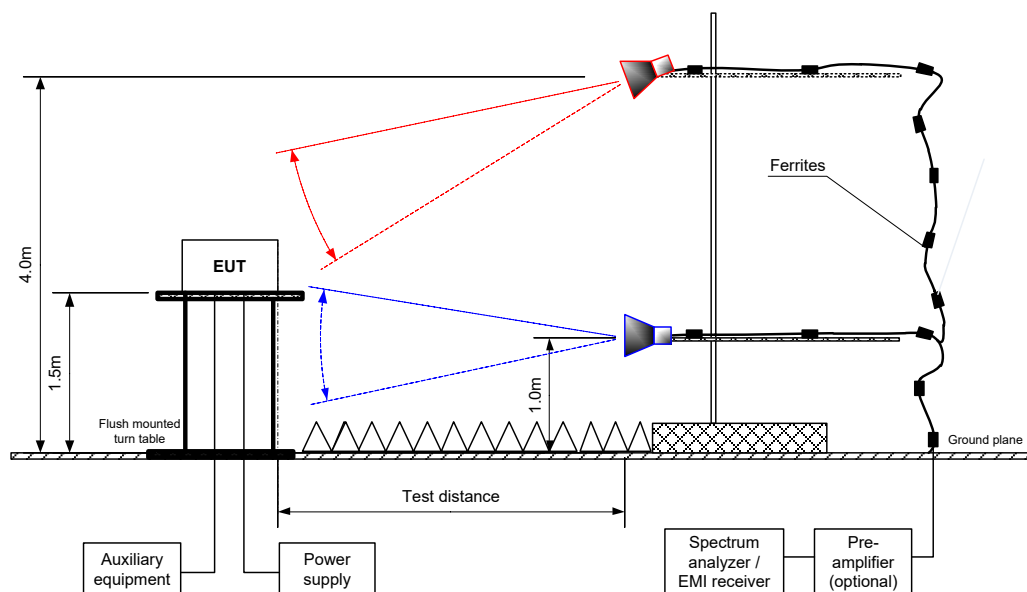 Ferrites
4.0m
EUT
1.5m
1.0m
Flush mounted
turn table
Ground plane
Test distance
Auxiliary
equipment
Power
supply
Spectrum
analyzer /
EMI receiver
Pre-
amplifier
(optional)